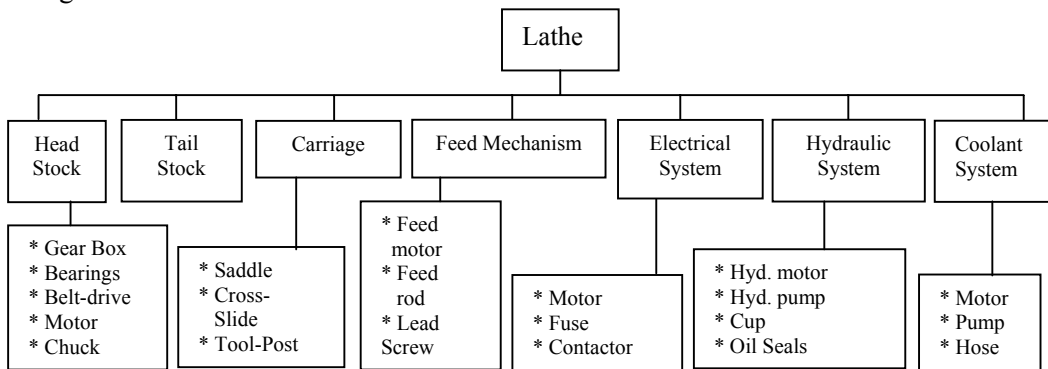 Lathe
Head
Stock
Tail
Stock
Carriage
Feed Mechanism
Electrical
System
Hydraulic
System
Coolant
System
* Gear Box
* Bearings
* Belt-drive
* Motor
* Chuck
* Saddle
* Cross-
Slide
* Tool-Post
* Feed
motor
* Feed
rod
* Lead
Screw
* Motor
* Fuse
* Contactor
* Hyd. motor
* Hyd. pump
* Cup
* Oil Seals
* Motor
* Pump
* Hose